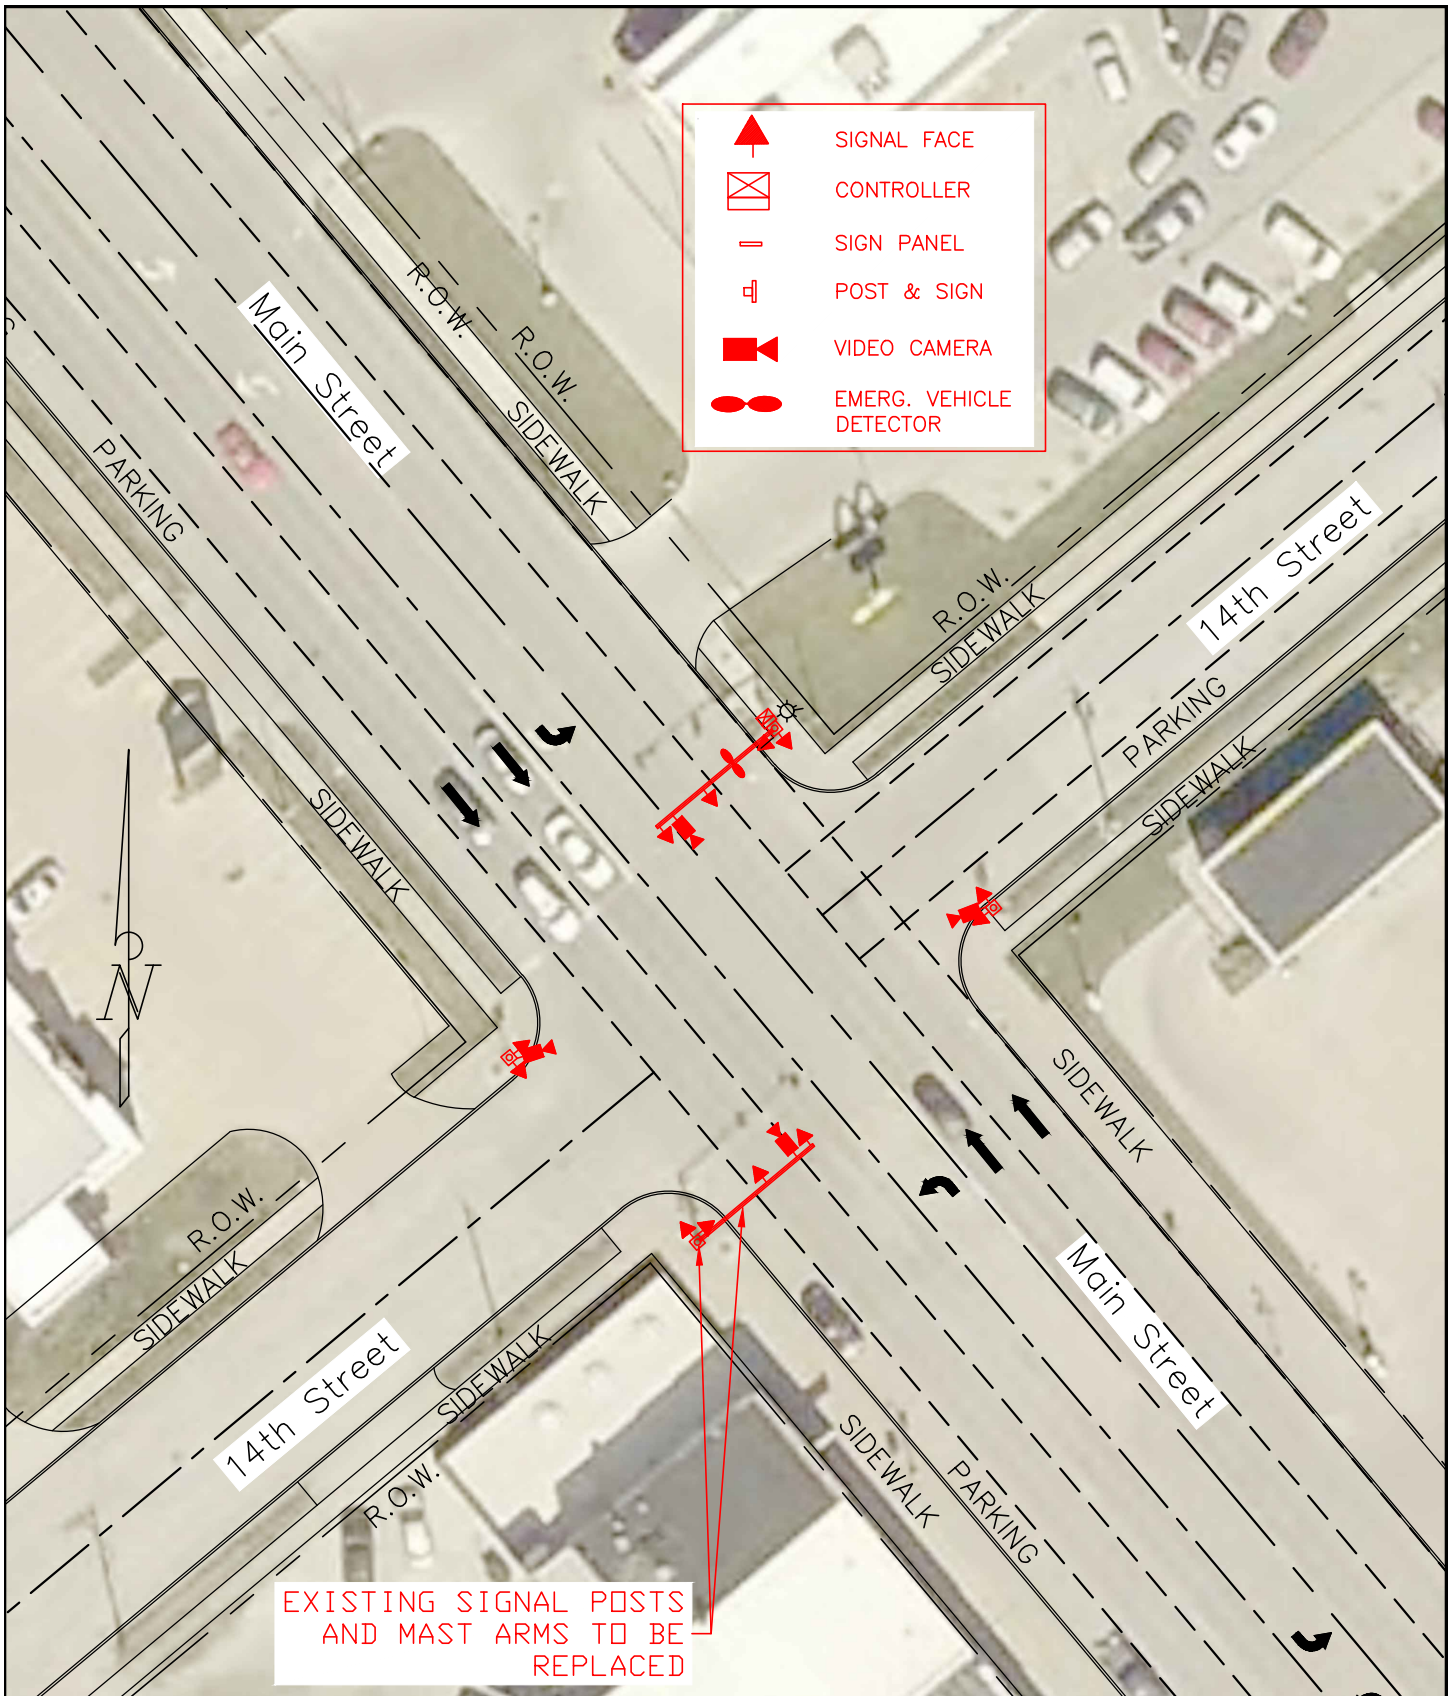 SIGNAL FACE
CONTROLLER
SIGN PANEL
POST & SIGN
VIDEO CAMERA
EMERG. VEHICLE
DETECTOR
R.O.W.
Main Street
R.O.W.
SIDEWALK
PARKING
14th Street
R.O.W.
SIDEWALK
PARKING
SIDEWALK
SIDEWALK
N
SIDEWALK
R.O.W.
SIDEWALK
Main Street
14th Street
SIDEWALK
R.O.W.
SIDEWALK
PARKING
EXISTING SIGNAL POSTS
AND MAST ARMS TO BE
REPLACED